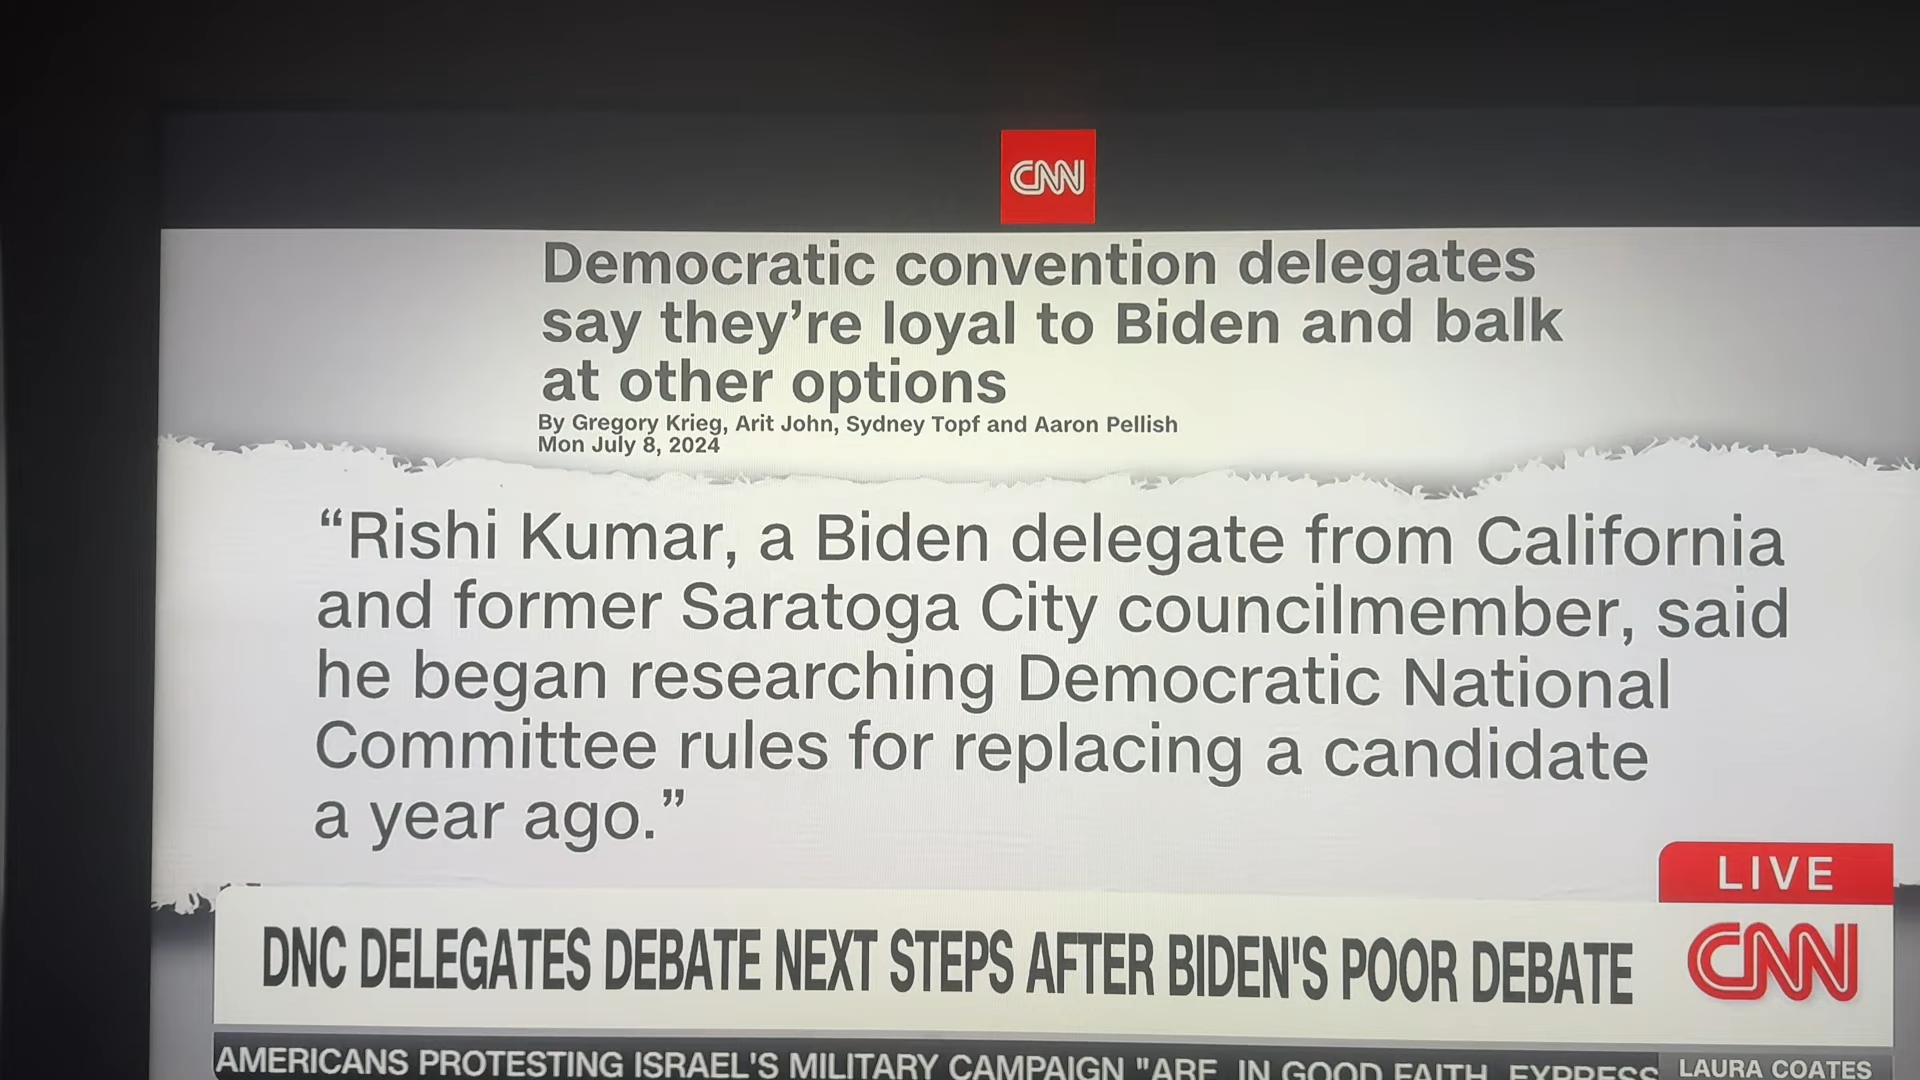 CNN
Democratic convention delegates
say they're loyal to Biden and balk
at other options
By Gregory Krieg, Arit John, Sydney Topf and Aaron Pellish
Mon July 8, 2024
“Rishi Kumar, a Biden delegate from California
and former Saratoga City councilmember, said
he began researching Democratic National
Committee rules for replacing a candidate
a year ago.”
LIVE
DNC DELEGATES DEBATE NEXT STEPS AFTER BIDEN'S POOR DEBATE
CNN
AMERICANS PROTESTING ISRAEL'S MILITARY CAMPAIGN "ARE IN GOOD FAITH EXPRESS
LAURA COATES